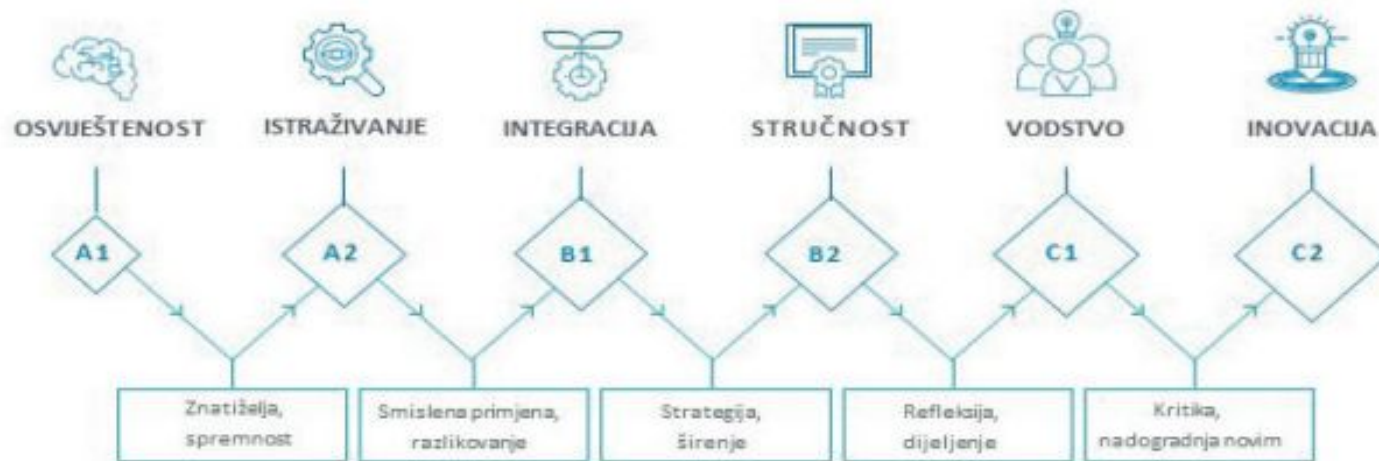 OSVIJEŠTENOST
ISTRAŽIVANJE
INTEGRACIJA
STRUČNOST
VODSTVO
INOVACIJA
A1
A2
B1
B2
C1
C2
Znatiželja,
spremnost
Smislena primjena,
razlikovanje
Strategija,
širenje
Refleksija,
dijeljenje
Kritika,
nadogradnja novim